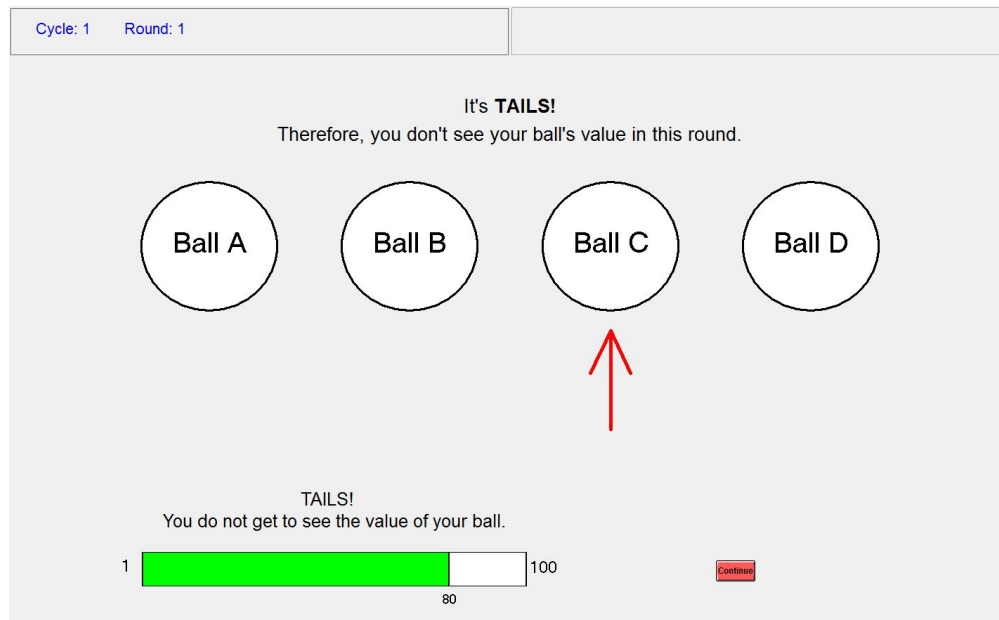 Cycle: 1 Round: 1
It's TAILS!
Therefore, you don't see your ball's value in this round.
Ball A Ball B Ball C Ball D
TAILS!
You do not get to see the value of your ball.
1 100 Continue
80